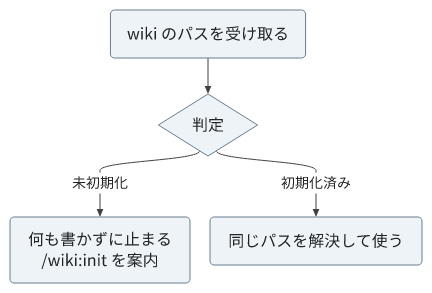 wiki のパスを受け取る
判定
未初期化
初期化済み
何も書かずに止まる
/wiki:init を案内
同じパスを解決して使う